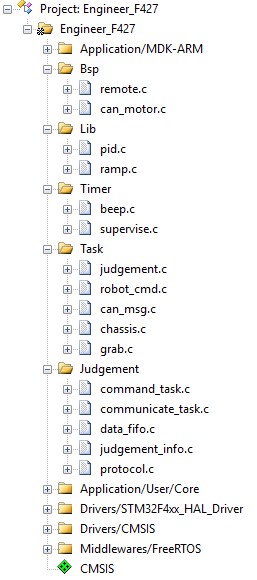 Project: Engineer_F427
Engineer_F427
Application/MDK-ARM
Bsp
remote.c
can_motor.c
Lib
pid.c
ramp.c
Timer
beep.c
supervise.c
Task
judgement.c
robot_cmd.c
can_msg.c
chassis.c
grab.c
Judgement
command_task.c
communicate_task.c
data_fifo.c
judgement_info.c
protocol.c
Application/User/Core
Drivers/STM32F4xx_HAL_Driver
Drivers/CMSIS
Middlewares/FreeRTOS
CMSIS